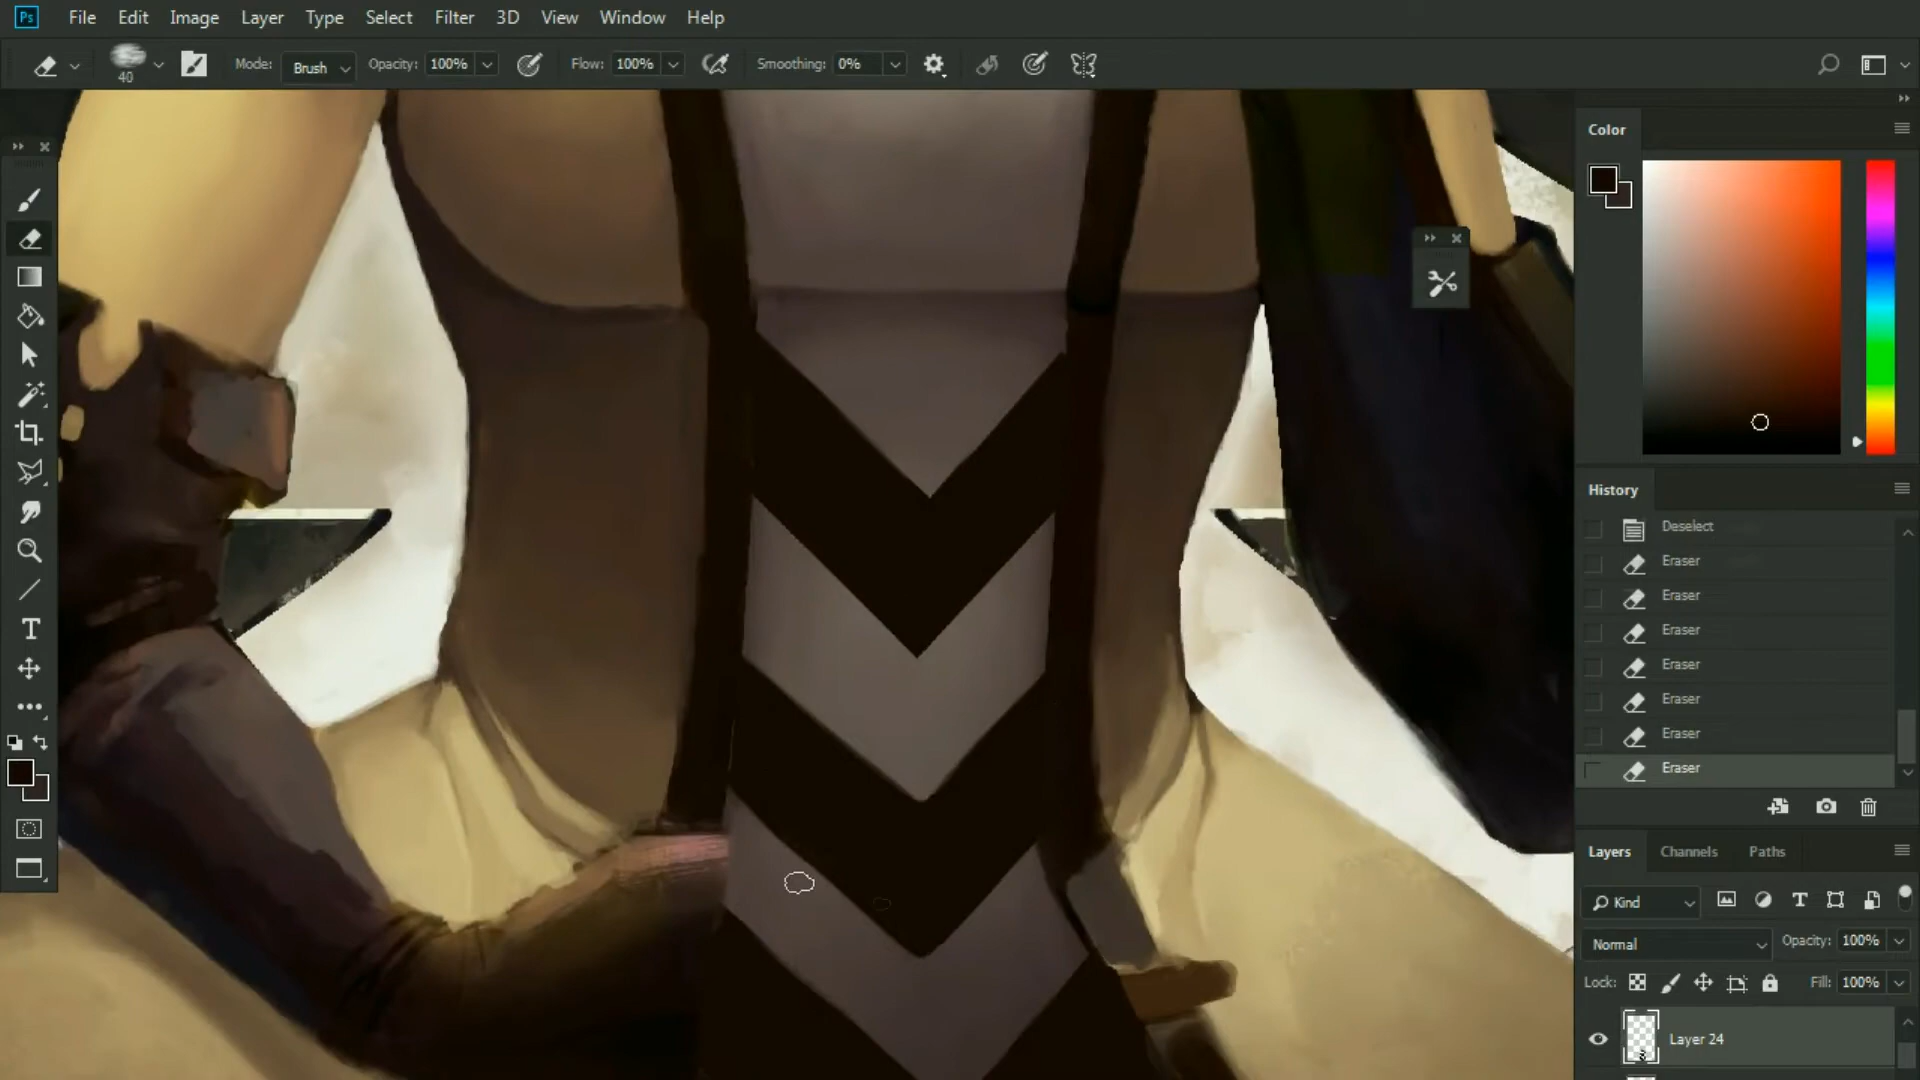 Ps File Edit Image Layer Type Select Filter 3D View Window Help
40 Mode: Brush Opacity: 100% Flow: 100% Smoothing: 0%
Color
History
Deselect
Eraser
Eraser
Eraser
Eraser
Eraser
Eraser
Eraser
Layers Channels Paths
Kind
Normal Opacity: 100%
Lock: Fill: 100%
Layer 24